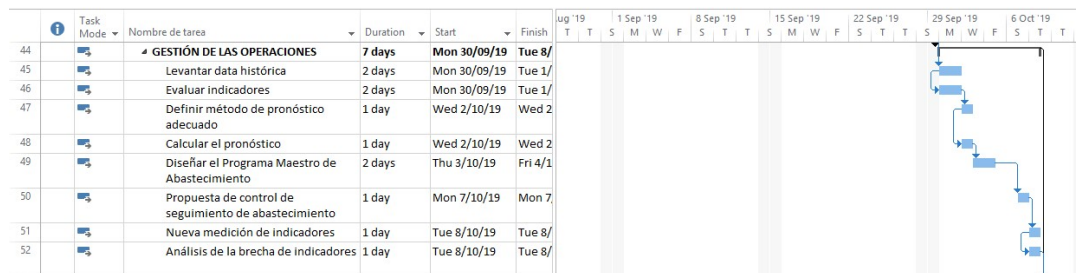 Task Mode Nombre de tarea Duration Start Finish
ug '19 1 Sep '19 8 Sep '19 15 Sep '19 22 Sep '19 29 Sep '19 6 Oct '19
T T S M W F S T T S M W F S T T S M W F S T T
44 GESTIÓN DE LAS OPERACIONES 7 days Mon 30/09/19 Tue 8/
45 Levantar data histórica 2 days Mon 30/09/19 Tue 1/
46 Evaluar indicadores 2 days Mon 30/09/19 Tue 1/
47 Definir método de pronóstico 1 day Wed 2/10/19 Wed 2
adecuado
48 Calcular el pronóstico 1 day Wed 2/10/19 Wed 2
49 Diseñar el Programa Maestro de 2 days Thu 3/10/19 Fri 4/1
Abastecimiento
50 Propuesta de control de 1 day Mon 7/10/19 Mon 7,
seguimiento de abastecimiento
51 Nueva medición de indicadores 1 day Tue 8/10/19 Tue 8/
52 Análisis de la brecha de indicadores 1 day Tue 8/10/19 Tue 8/